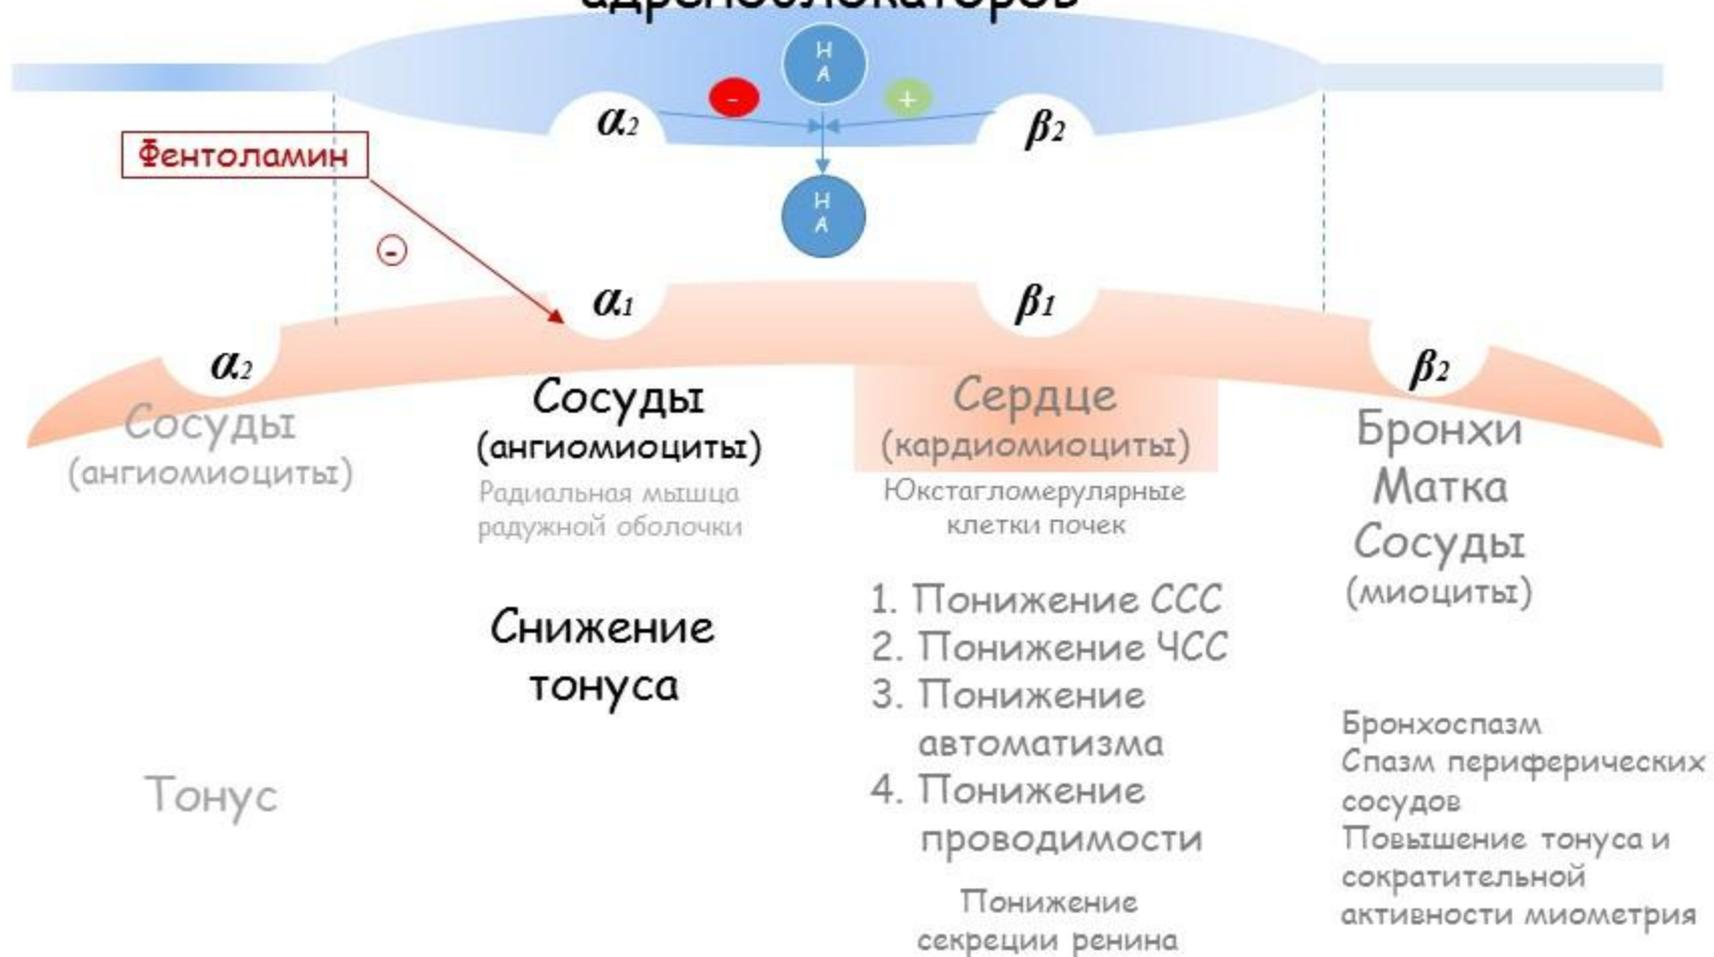 адреноблокаторов
Н
А
-
+
α2
β2
Фентоламин
Н
А
-
α1
β1
α2
β2
Сосуды
(ангиомиоциты)
Сосуды
(ангиомиоциты)
Радиальная мышца
радужной оболочки
Сердце
(кардиомиоциты)
Юкстагломерулярные
клетки почек
Бронхи
Матка
Сосуды
(миоциты)
Тонус
Снижение
тонуса
1. Понижение ССС
2. Понижение ЧСС
3. Понижение
автоматизма
4. Понижение
проводимости
Понижение
секреции ренина
Бронхоспазм
Спазм периферических
сосудов
Повышение тонуса и
сократительной
активности миометрия